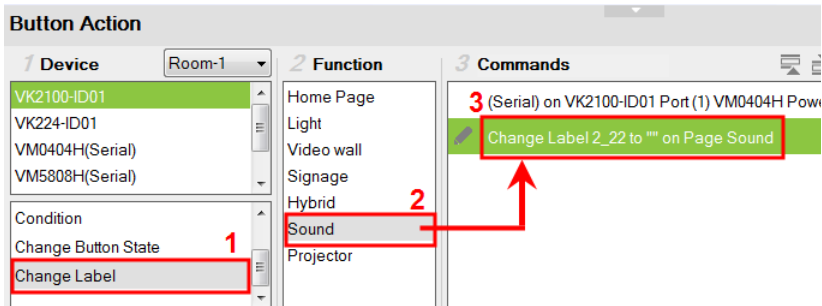 Button Action
1 Device
Room-1
2 Function
3 Commands
VK2100-ID01
VK224-ID01
VM0404H(Serial)
VM5808H(Serial)
Condition
Change Button State
1
Change Label
Home Page
Light
Video wall
Signage
Hybrid
2
Sound
Projector
3 (Serial) on VK2100-ID01 Port (1) VM0404H Powe
Change Label 2_22 to "" on Page Sound